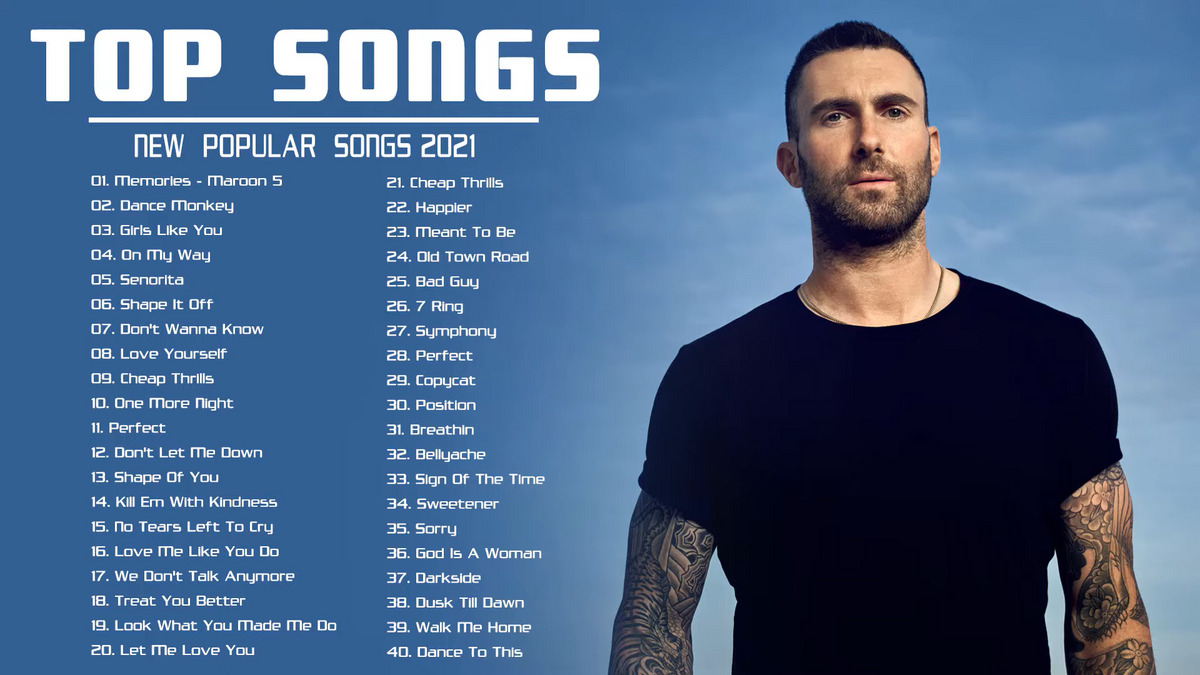 TOP SONGS
NEW POPULAR SONGS 2021
01. Memories - Maroon 5
02. Dance Monkey
03. Girls Like You
04. On My Way
05. Senorita
06. Shape It Off
07. Don't Wanna Know
08. Love Yourself
09. Cheap Thrills
10. One More Night
11. Perfect
12. Don't Let Me Down
13. Shape Of You
14. Kill Em With Kindness
15. No Tears Left To Cry
16. Love Me Like You Do
17. We Don't Talk Anymore
18. Treat You Better
19. Look What You Made Me Do
20. Let Me Love You
21. Cheap Thrills
22. Happier
23. Meant To Be
24. Old Town Road
25. Bad Guy
26. 7 Ring
27. Symphony
28. Perfect
29. Copycat
30. Position
31. Breathin
32. Bellyache
33. Sign Of The Time
34. Sweetener
35. Sorry
36. God Is A Woman
37. Darkside
38. Dusk Till Dawn
39. Walk Me Home
40. Dance To This